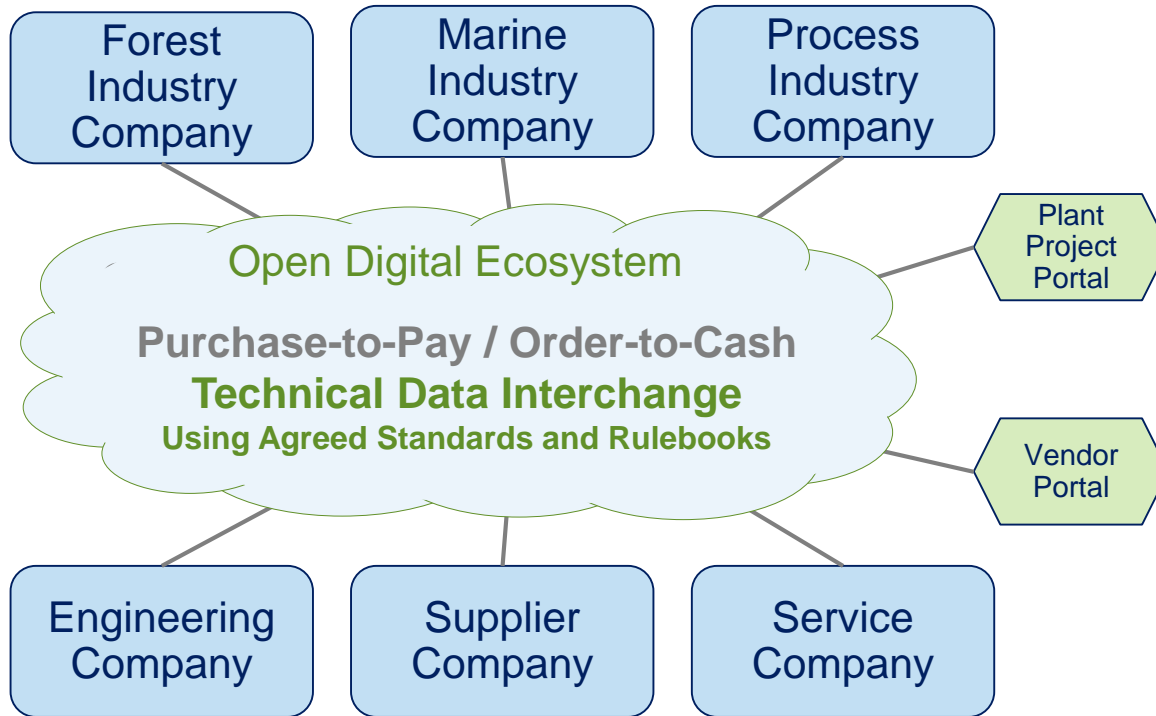 Forest
Industry
Company
Marine
Industry
Company
Process
Industry
Company
Plant
Project
Portal
Open Digital Ecosystem
Purchase-to-Pay / Order-to-Cash
Technical Data Interchange
Using Agreed Standards and Rulebooks
Vendor
Portal
Engineering
Company
Supplier
Company
Service
Company